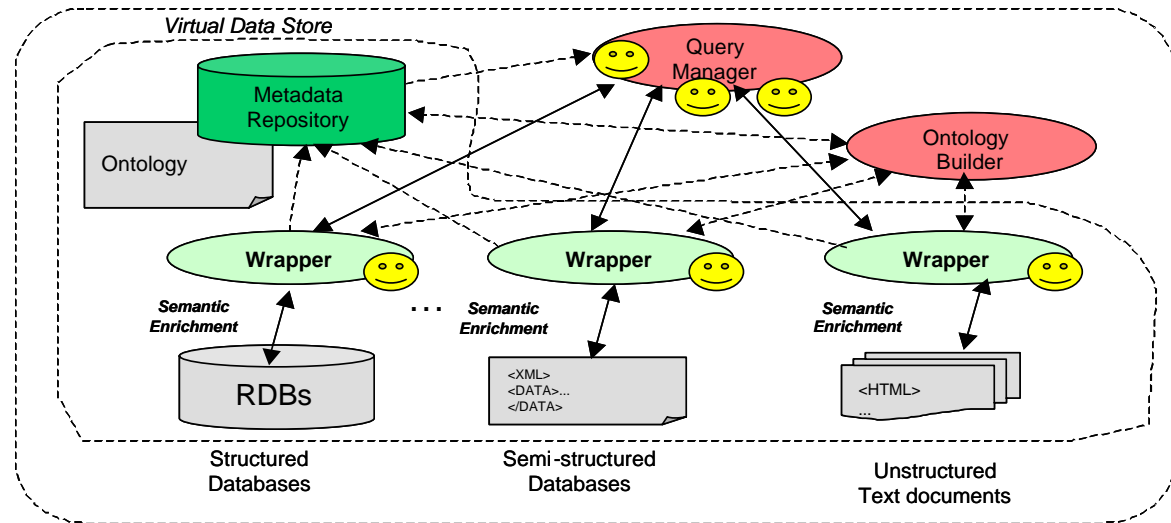 Virtual Data Store
Query
Manager
Metadata
Repository
Ontology
Ontology
Builder
Wrapper
Wrapper
Wrapper
Semantic
Enrichment
...
Semantic
Enrichment
Semantic
Enrichment
RDBs
<XML>
<DATA>...
</DATA>
<HTML>
...
Structured
Databases
Semi-structured
Databases
Unstructured
Text documents